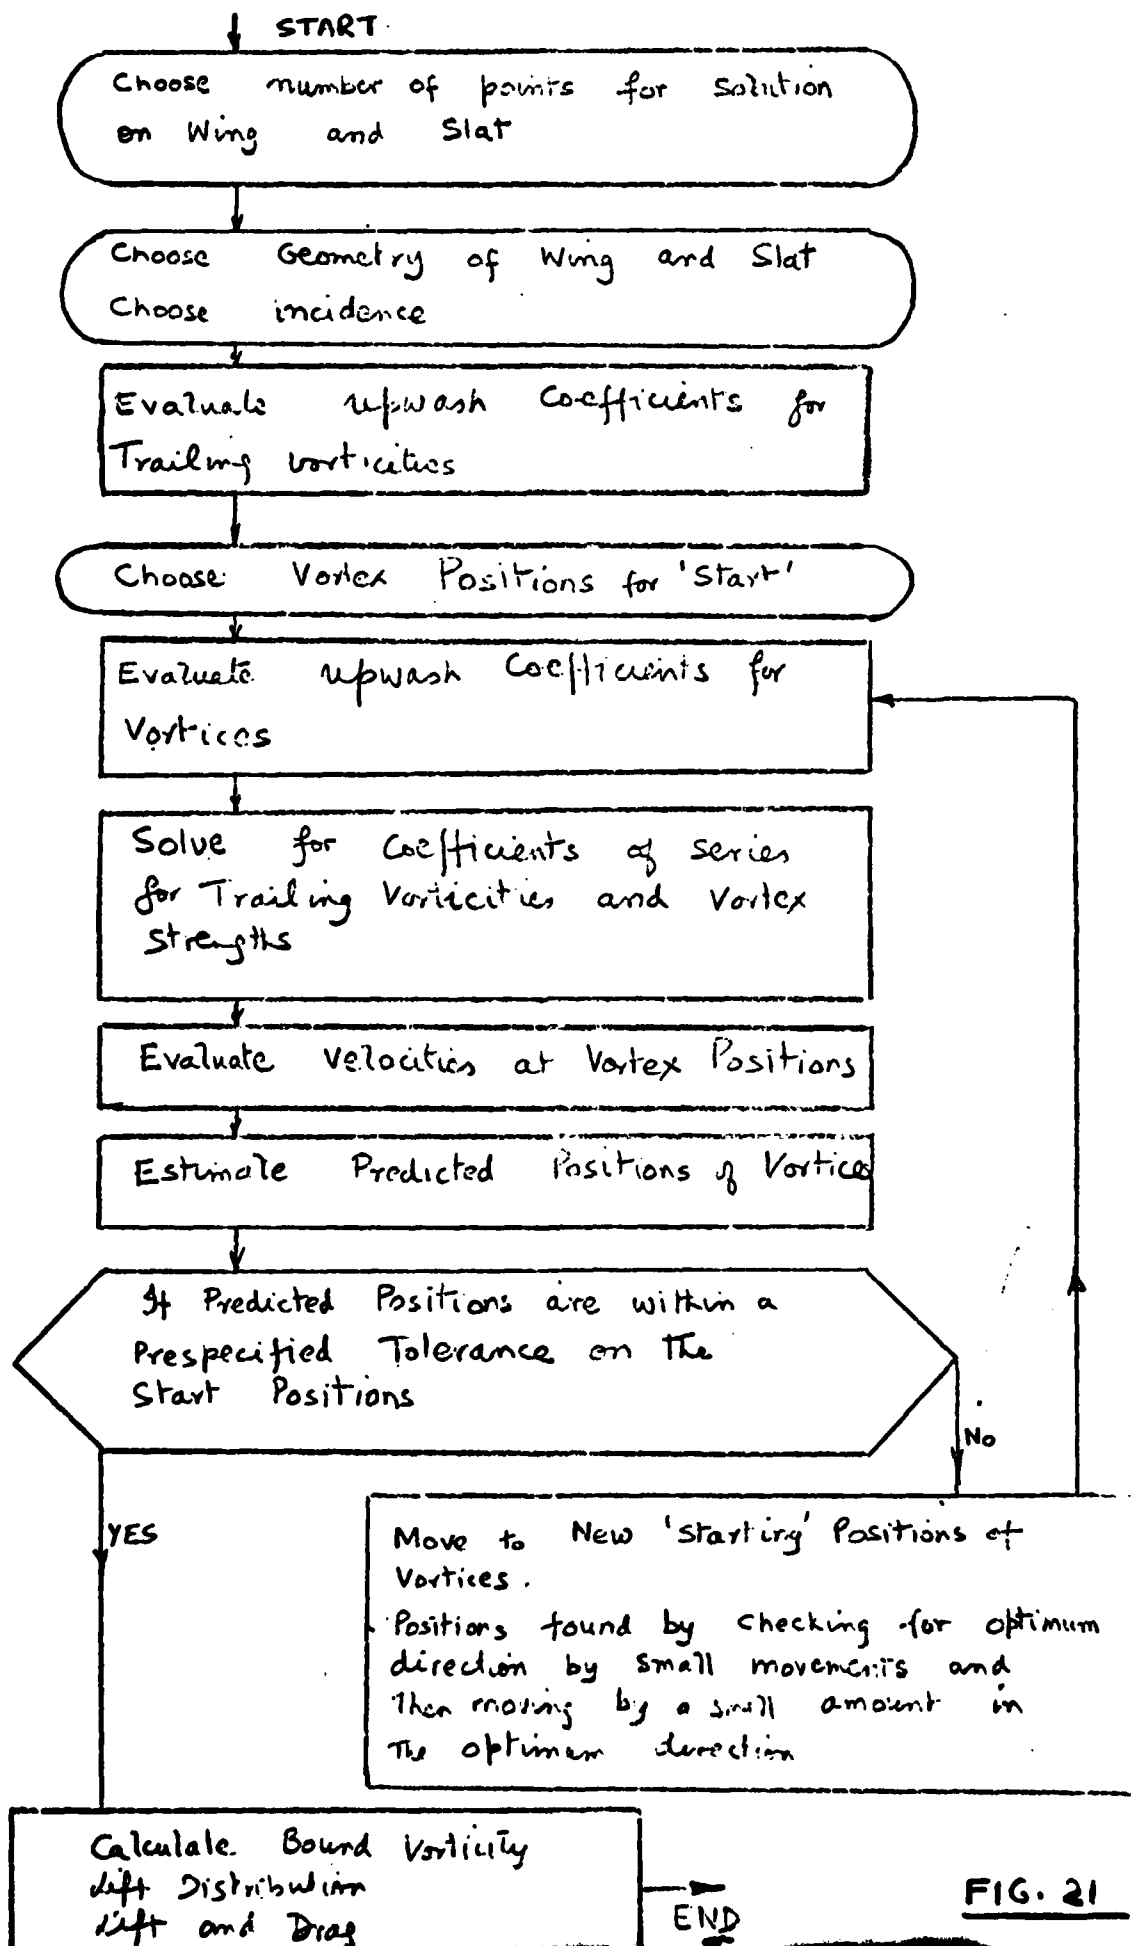 START
Choose number of points for solution
on Wing and Slat
Choose Geometry of Wing and Slat
Choose incidence
Evaluate upwash Coefficients for
Trailing vorticities
Choose Vortex Positions for 'Start'
Evaluate upwash Coefficients for
Vortices
Solve for Coefficients of series
for Trailing Vorticities and Vortex
Strengths
Evaluate Velocities at Vortex Positions
Estimate Predicted Positions of Vortices
If Predicted Positions are within a
Prespecified Tolerance on The
Start Positions
NO
YES
Move to New 'Starting' Positions of
Vortices.
Positions found by Checking for optimum
direction by small movements and
Then moving by a small amount in
The optimum direction
Calculate Bound Vorticity
Lift Distribution
Lift and Drag
END
FIG. 21